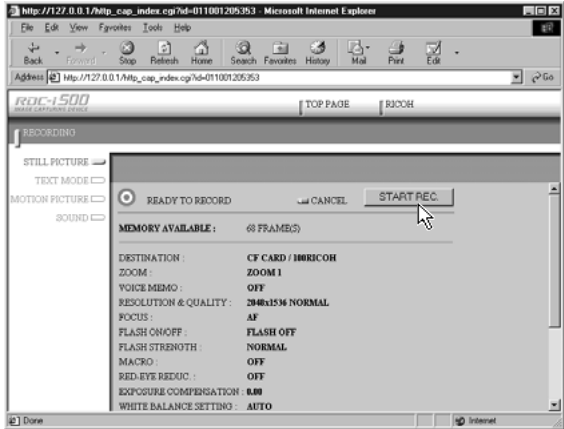 http://127.0.0.1/http_cap_index.cgi?id=011001205353 - Microsoft Internet Explorer
File Edit View Favorites Tools Help
Back Forward Stop Refresh Home Search Favorites History Mail Print Edit
Address http://127.0.0.1/http_cap_index.cgi?id=011001205353 Go
RDC-i500 TOP PAGE RICOH
IMAGE CAPTURING DEVICE
RECORDING
STILL PICTURE
TEXT MODE
MOTION PICTURE
SOUND
READY TO RECORD CANCEL START REC.
MEMORY AVAILABLE : 68 FRAME(S)
DESTINATION : CF CARD / 100RICOH
ZOOM : ZOOM 1
VOICE MEMO : OFF
RESOLUTION & QUALITY : 2048x1536 NORMAL
FOCUS : AF
FLASH ON/OFF : FLASH OFF
FLASH STRENGTH : NORMAL
MACRO : OFF
RED-EYE REDUC. : OFF
EXPOSURE COMPENSATION : 0.00
WHITE BALANCE SETTING : AUTO
Done Internet